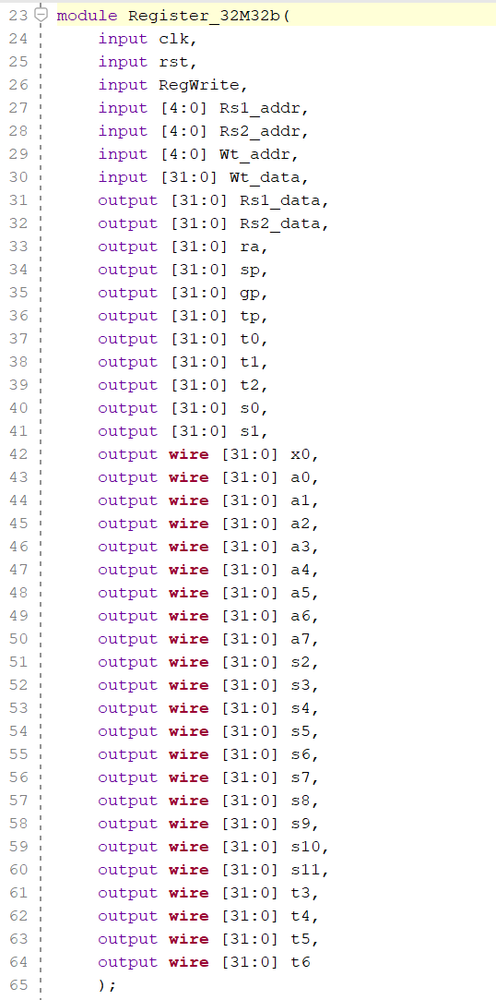 23 module Register_32M32b(
24 input clk,
25 input rst,
26 input RegWrite,
27 input [4:0] Rs1_addr,
28 input [4:0] Rs2_addr,
29 input [4:0] Wt_addr,
30 input [31:0] Wt_data,
31 output [31:0] Rs1_data,
32 output [31:0] Rs2_data,
33 output [31:0] ra,
34 output [31:0] sp,
35 output [31:0] gp,
36 output [31:0] tp,
37 output [31:0] t0,
38 output [31:0] t1,
39 output [31:0] t2,
40 output [31:0] s0,
41 output [31:0] s1,
42 output wire [31:0] x0,
43 output wire [31:0] a0,
44 output wire [31:0] a1,
45 output wire [31:0] a2,
46 output wire [31:0] a3,
47 output wire [31:0] a4,
48 output wire [31:0] a5,
49 output wire [31:0] a6,
50 output wire [31:0] a7,
51 output wire [31:0] s2,
52 output wire [31:0] s3,
53 output wire [31:0] s4,
54 output wire [31:0] s5,
55 output wire [31:0] s6,
56 output wire [31:0] s7,
57 output wire [31:0] s8,
58 output wire [31:0] s9,
59 output wire [31:0] s10,
60 output wire [31:0] s11,
61 output wire [31:0] t3,
62 output wire [31:0] t4,
63 output wire [31:0] t5,
64 output wire [31:0] t6
65 );